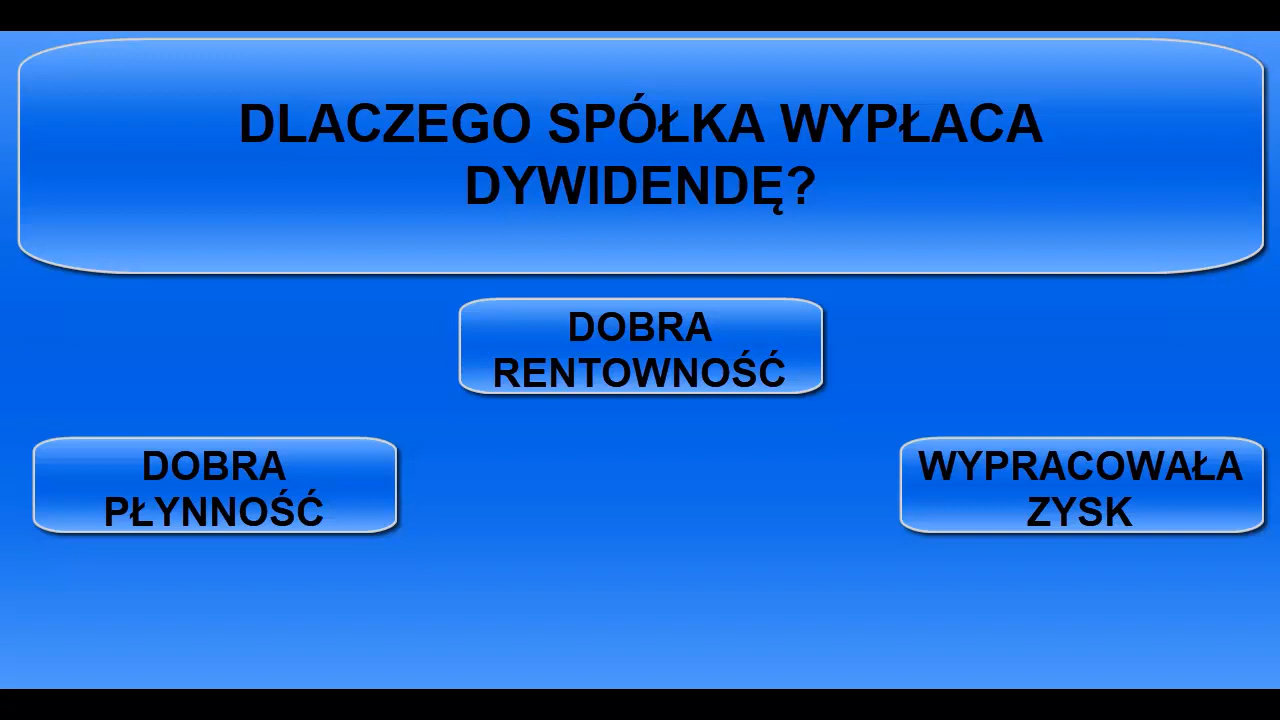 DLACZEGO SPÓŁKA WYPŁACA
DYWIDENDĘ?
DOBRA
RENTOWNOŚĆ
DOBRA
PŁYNNOŚĆ
WYPRACOWAŁA
ZYSK